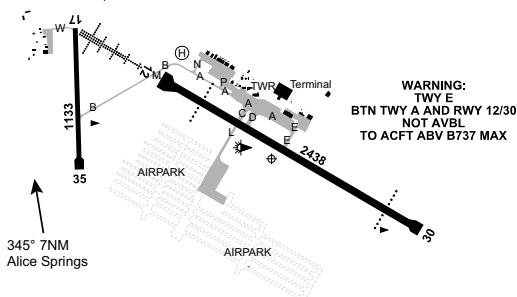 W
17
B
H
N
M
12
A
P
A
TWR
Terminal
A
C
D
A
E
E
L
B
1133
35
2438
30
AIRPARK
AIRPARK
WARNING:
TWY E
BTN TWY A AND RWY 12/30
NOT AVBL
TO ACFT ABV B737 MAX
345° 7NM
Alice Springs